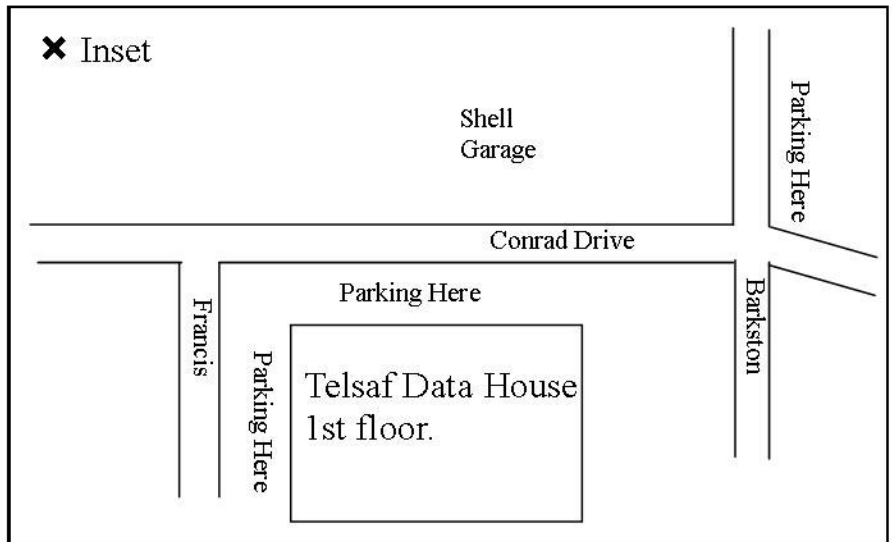 ✖ Inset
Shell
Garage
Parking Here
Conrad Drive
Parking Here
Francis
Barkston
Parking Here
Telsaf Data House
1st floor.